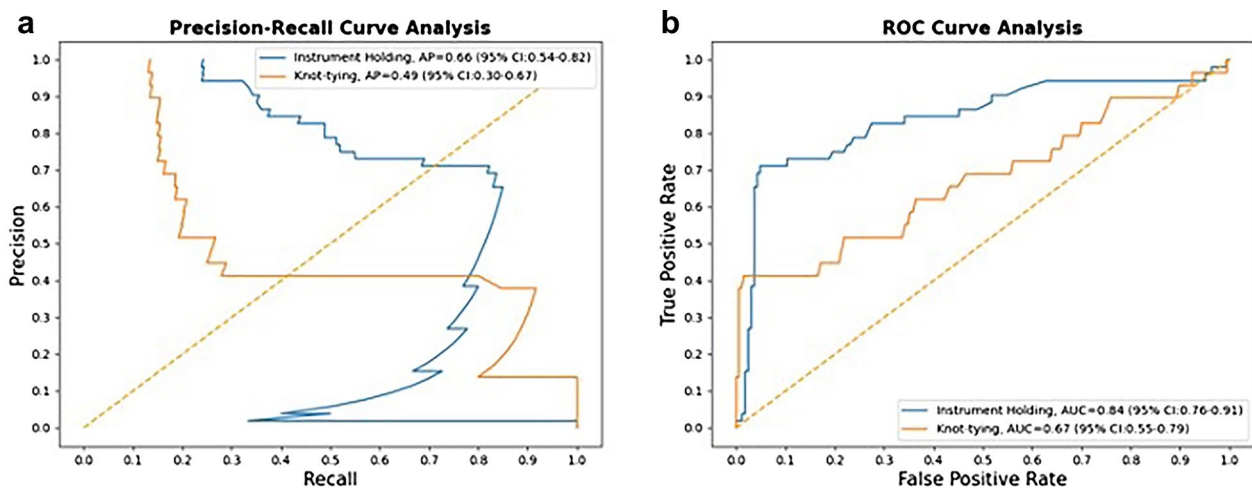 a
Precision-Recall Curve Analysis
Instrument Holding, AP=0.66 (95% CI:0.54-0.82)
Knot-tying, AP=0.49 (95% CI:0.30-0.67)
1.0
0.9
0.8
0.7
0.6
0.5
0.4
0.3
0.2
0.1
0.0
Precision
0.0 0.1 0.2 0.3 0.4 0.5 0.6 0.7 0.8 0.9 1.0
Recall
b
ROC Curve Analysis
1.0
0.9
0.8
0.7
0.6
0.5
0.4
0.3
0.2
0.1
0.0
True Positive Rate
Instrument Holding, AUC=0.84 (95% CI:0.76-0.91)
Knot-tying, AUC=0.67 (95% CI:0.55-0.79)
0.0 0.1 0.2 0.3 0.4 0.5 0.6 0.7 0.8 0.9 1.0
False Positive Rate